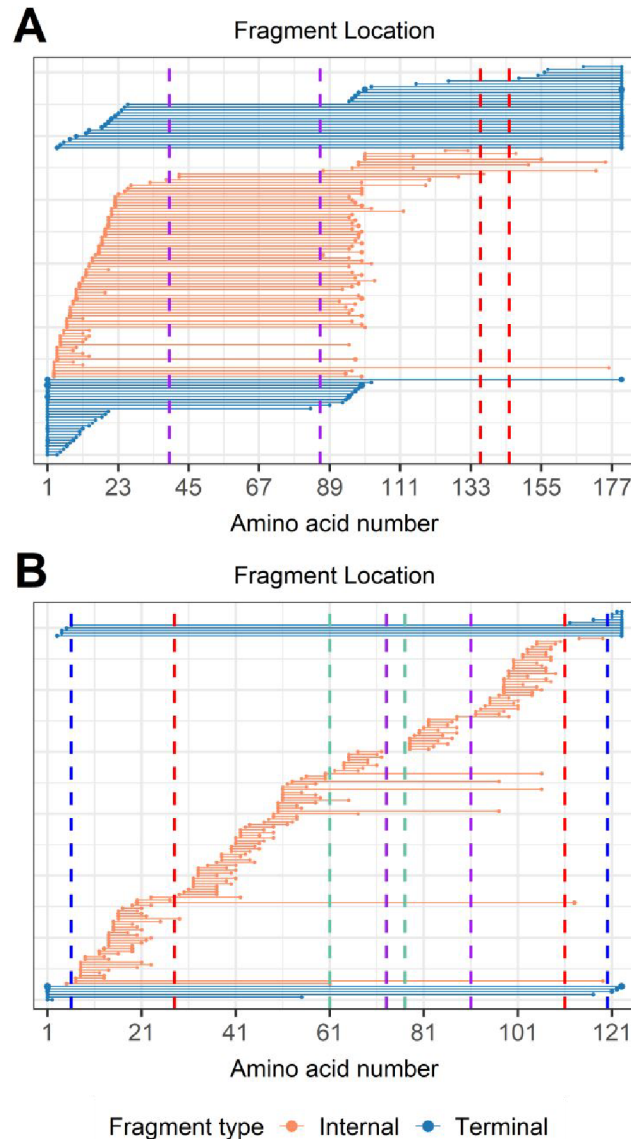 A
Fragment Location
1 23 45 67 89 111 133 155 177
Amino acid number
B
Fragment Location
1 21 41 61 81 101 121
Amino acid number
Fragment type Internal Terminal